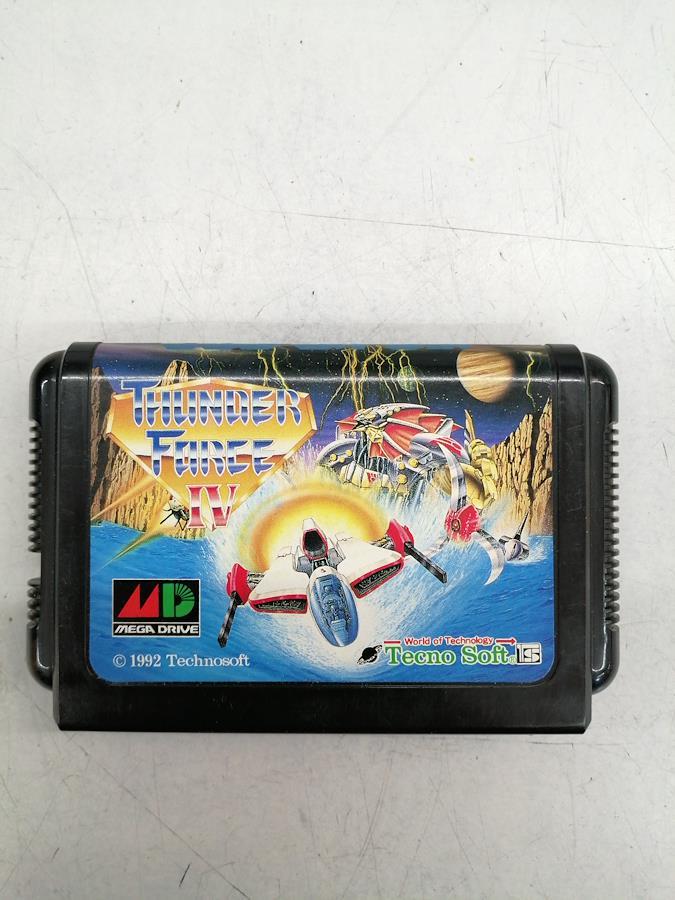 THUNDER
FORCE
IV
MD
MEGA DRIVE
© 1992 Technosoft
World of Technology
Tecno Soft® TS